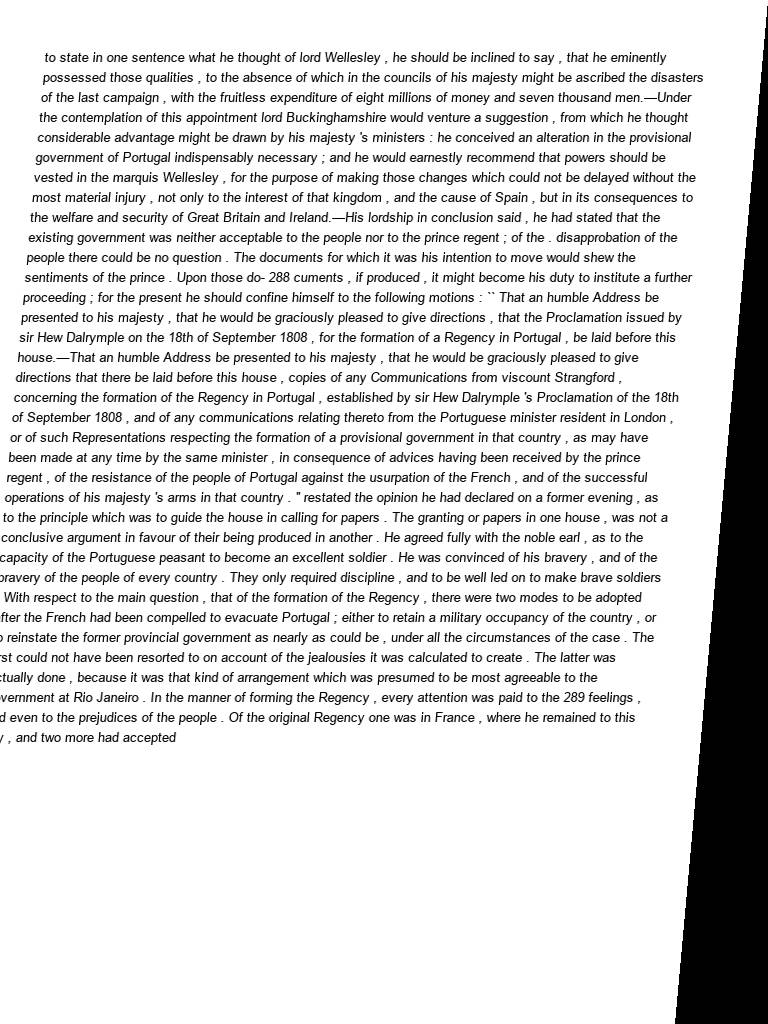 to state in one sentence what he thought of lord Wellesley , he should be inclined to say , that he eminently
possessed those qualities , to the absence of which in the councils of his majesty might be ascribed the disasters
of the last campaign , with the fruitless expenditure of eight millions of money and seven thousand men.—Under
the contemplation of this appointment lord Buckinghamshire would venture a suggestion , from which he thought
considerable advantage might be drawn by his majesty 's ministers : he conceived an alteration in the provisional
government of Portugal indispensably necessary ; and he would earnestly recommend that powers should be
vested in the marquis Wellesley , for the purpose of making those changes which could not be delayed without the
most material injury , not only to the interest of that kingdom , and the cause of Spain , but in its consequences to
the welfare and security of Great Britain and Ireland.—His lordship in conclusion said , he had stated that the
existing government was neither acceptable to the people nor to the prince regent ; of the . disapprobation of the
people there could be no question . The documents for which it was his intention to move would shew the
sentiments of the prince . Upon those do- 288 cuments , if produced , it might become his duty to institute a further
proceeding ; for the present he should confine himself to the following motions : `` That an humble Address be
presented to his majesty , that he would be graciously pleased to give directions , that the Proclamation issued by
sir Hew Dalrymple on the 18th of September 1808 , for the formation of a Regency in Portugal , be laid before this
house.—That an humble Address be presented to his majesty , that he would be graciously pleased to give
directions that there be laid before this house , copies of any Communications from viscount Strangford ,
concerning the formation of the Regency in Portugal , established by sir Hew Dalrymple 's Proclamation of the 18th
of September 1808 , and of any communications relating thereto from the Portuguese minister resident in London ,
or of such Representations respecting the formation of a provisional government in that country , as may have
been made at any time by the same minister , in consequence of advices having been received by the prince
regent , of the resistance of the people of Portugal against the usurpation of the French , and of the successful
operations of his majesty 's arms in that country . " restated the opinion he had declared on a former evening , as
to the principle which was to guide the house in calling for papers . The granting or papers in one house , was not a
conclusive argument in favour of their being produced in another . He agreed fully with the noble earl , as to the
capacity of the Portuguese peasant to become an excellent soldier . He was convinced of his bravery , and of the
bravery of the people of every country . They only required discipline , and to be well led on to make brave soldiers
. With respect to the main question , that of the formation of the Regency , there were two modes to be adopted
after the French had been compelled to evacuate Portugal ; either to retain a military occupancy of the country , or
reinstate the former provincial government as nearly as could be , under all the circumstances of the case . The
could not have been resorted to on account of the jealousies it was calculated to create . The latter was
done , because it was that kind of arrangement which was presumed to be most agreeable to the
at Rio Janeiro . In the manner of forming the Regency , every attention was paid to the 289 feelings ,
even to the prejudices of the people . Of the original Regency one was in France , where he remained to this
, and two more had accepted